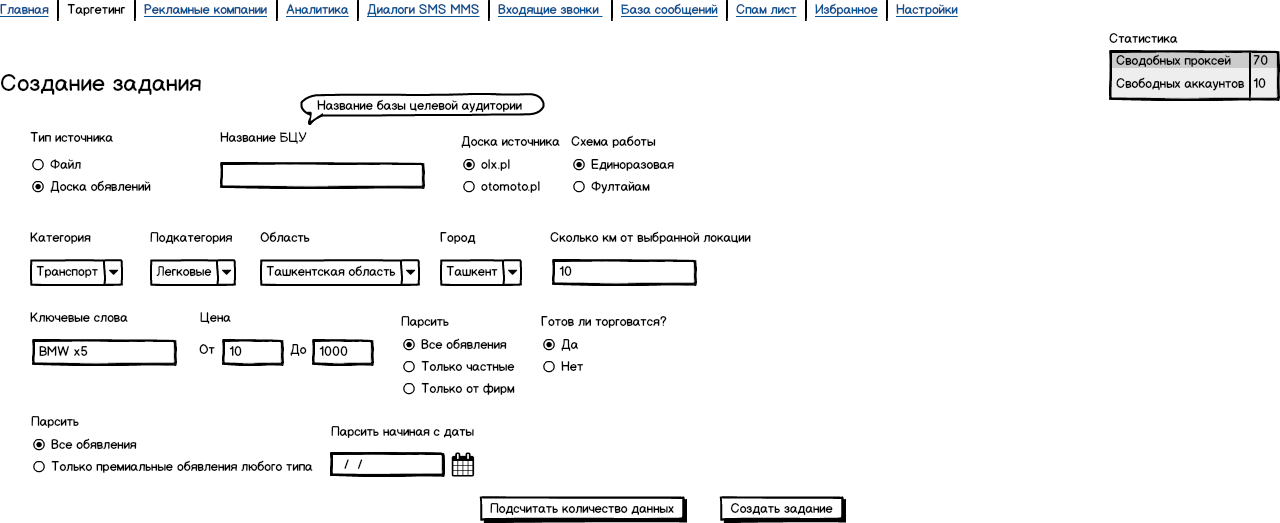 Главная Таргетинг Рекламные компании Аналитика Диалоги SMS MMS Входящие звонки База сообщений Спам лист Избранное Настройки
Статистика
Сводобных проксей 70
Свободных аккаунтов 10
Создание задания
Название базы целевой аудитории
Тип источника Название БЦУ Доска источника Схема работы
Файл olx.pl Единоразовая
Доска обявлений otomoto.pl Фултайам
Категория Подкатегория Область Город Сколько км от выбранной локации
Транспорт Легковые Ташкентская область Ташкент 10
Ключевые слова Цена Парсить Готов ли торговатся?
BMW x5 От 10 До 1000 Все обявления Да
Только частные Нет
Только от фирм
Парсить Парсить начиная с даты
Все обявления
Только премиальные обявления любого типа / /
Подсчитать количество данных Создать задание